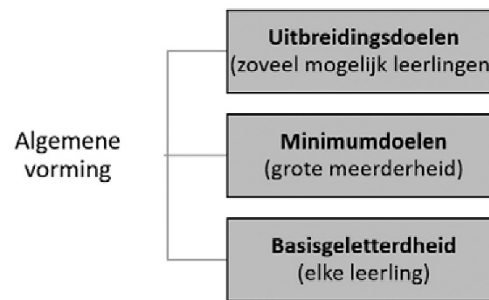 Algemene
vorming
Uitbreidingsdoelen
(zoveel mogelijk leerlingen
Minimumdoelen
(grote meerderheid)
Basisgeletterdheid
(elke leerling)